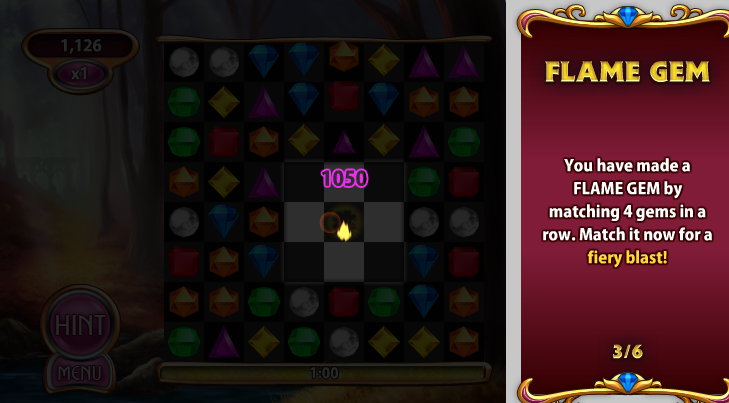 1,126
x1
1050
HINT
MENU
1:00
FLAME GEM
You have made a
FLAME GEM by
matching 4 gems in a
row. Match it now for a
fiery blast!
3/6